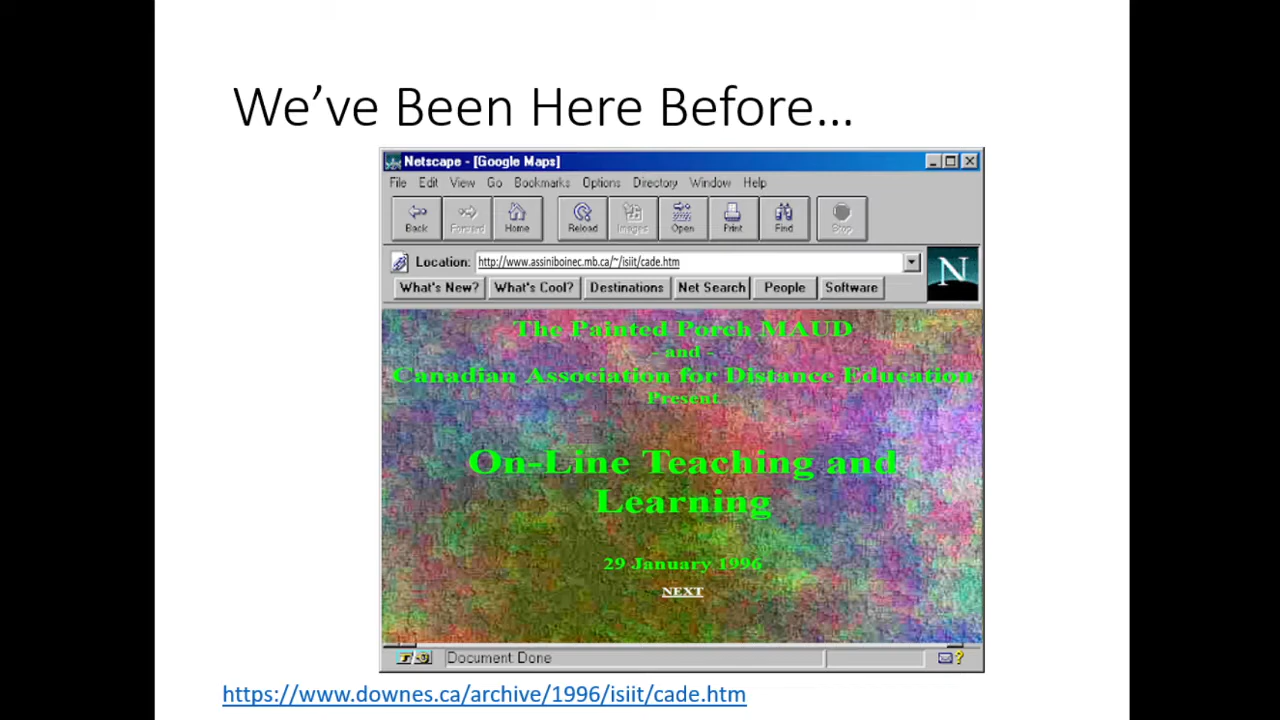 We've Been Here Before...
Netscape - [Google Maps]
File Edit View Go Bookmarks Options Directory Window Help
Back Forward Home Reload Images Open Print Find Stop
Location: http://www.assiniboinec.mb.ca/~/isiit/cade.htm
N
What's New? What's Cool? Destinations Net Search People Software
The Painted Porch MAUD
- and -
Canadian Association for Distance Education
Present
On-Line Teaching and
Learning
29 January 1996
NEXT
Document: Done
https://www.downes.ca/archive/1996/isiit/cade.htm